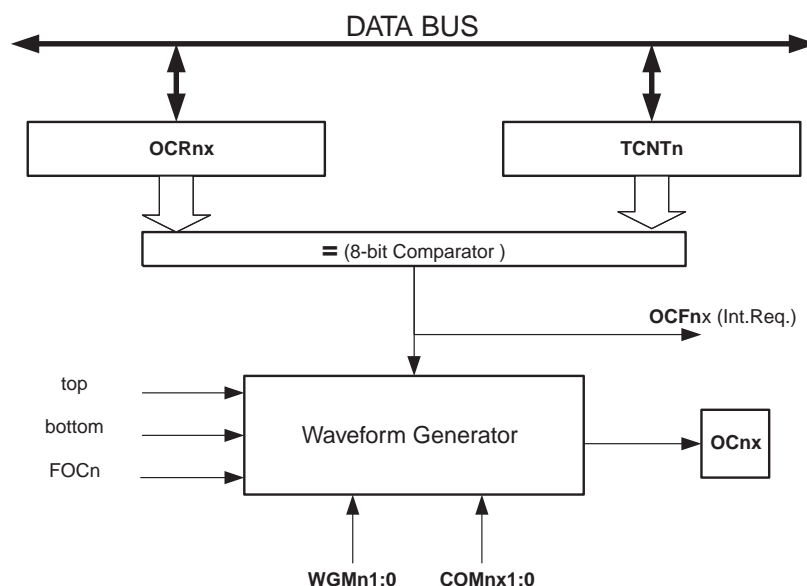 DATA BUS
OCRnx
TCNTn
= (8-bit Comparator )
OCFnx (Int.Req.)
top
bottom
FOCn
Waveform Generator
OCnx
WGMn1:0
COMnx1:0